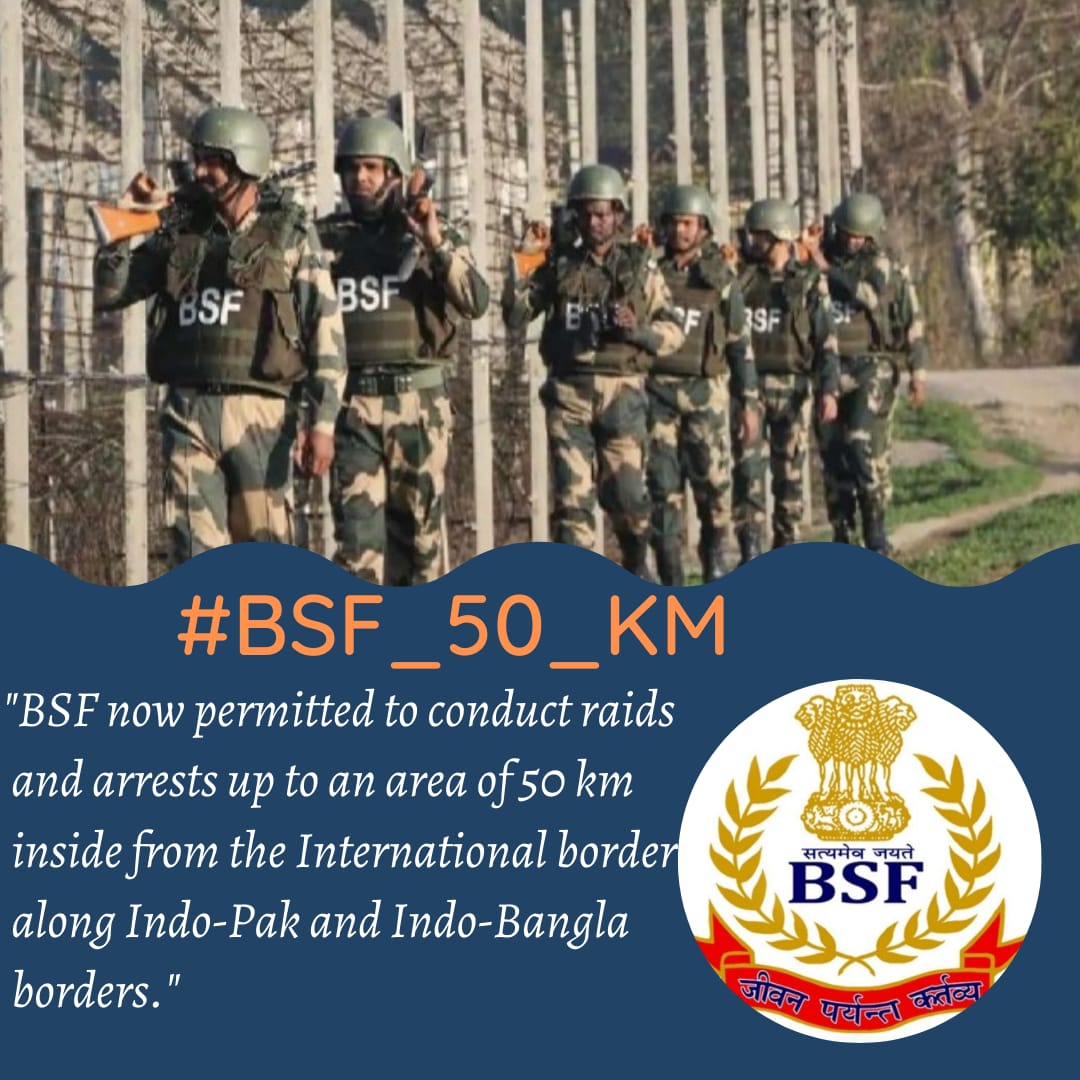 BSF
BSF
BSF
BSF
#BSF_50_KM
"BSF now permitted to conduct raids
and arrests up to an area of 50 km
inside from the International border
along Indo-Pak and Indo-Bangla
borders."
सत्यमेव जयते
BSF
जीवन पर्यन्त कर्तव्य